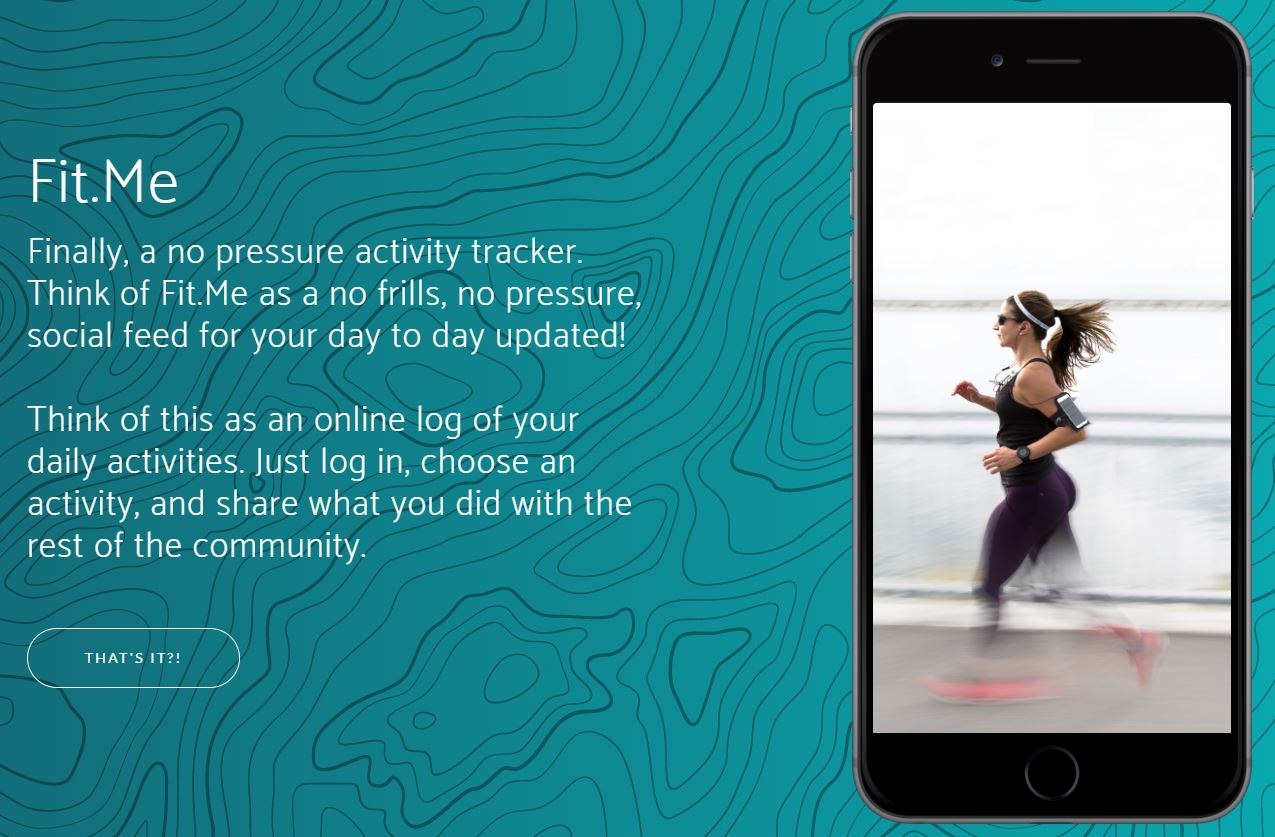 Fit.Me
Finally, a no pressure activity tracker.
Think of Fit.Me as a no frills, no pressure,
social feed for your day to day updated!
Think of this as an online log of your
daily activities. Just log in, choose an
activity, and share what you did with the
rest of the community.
THAT'S IT?!